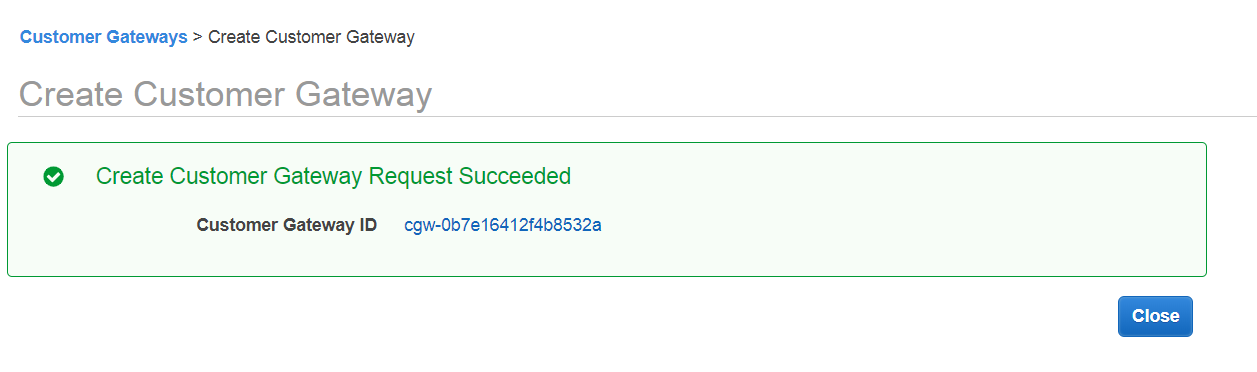 Customer Gateways > Create Customer Gateway
Create Customer Gateway
Create Customer Gateway Request Succeeded
Customer Gateway ID cgw-0b7e16412f4b8532a
Close